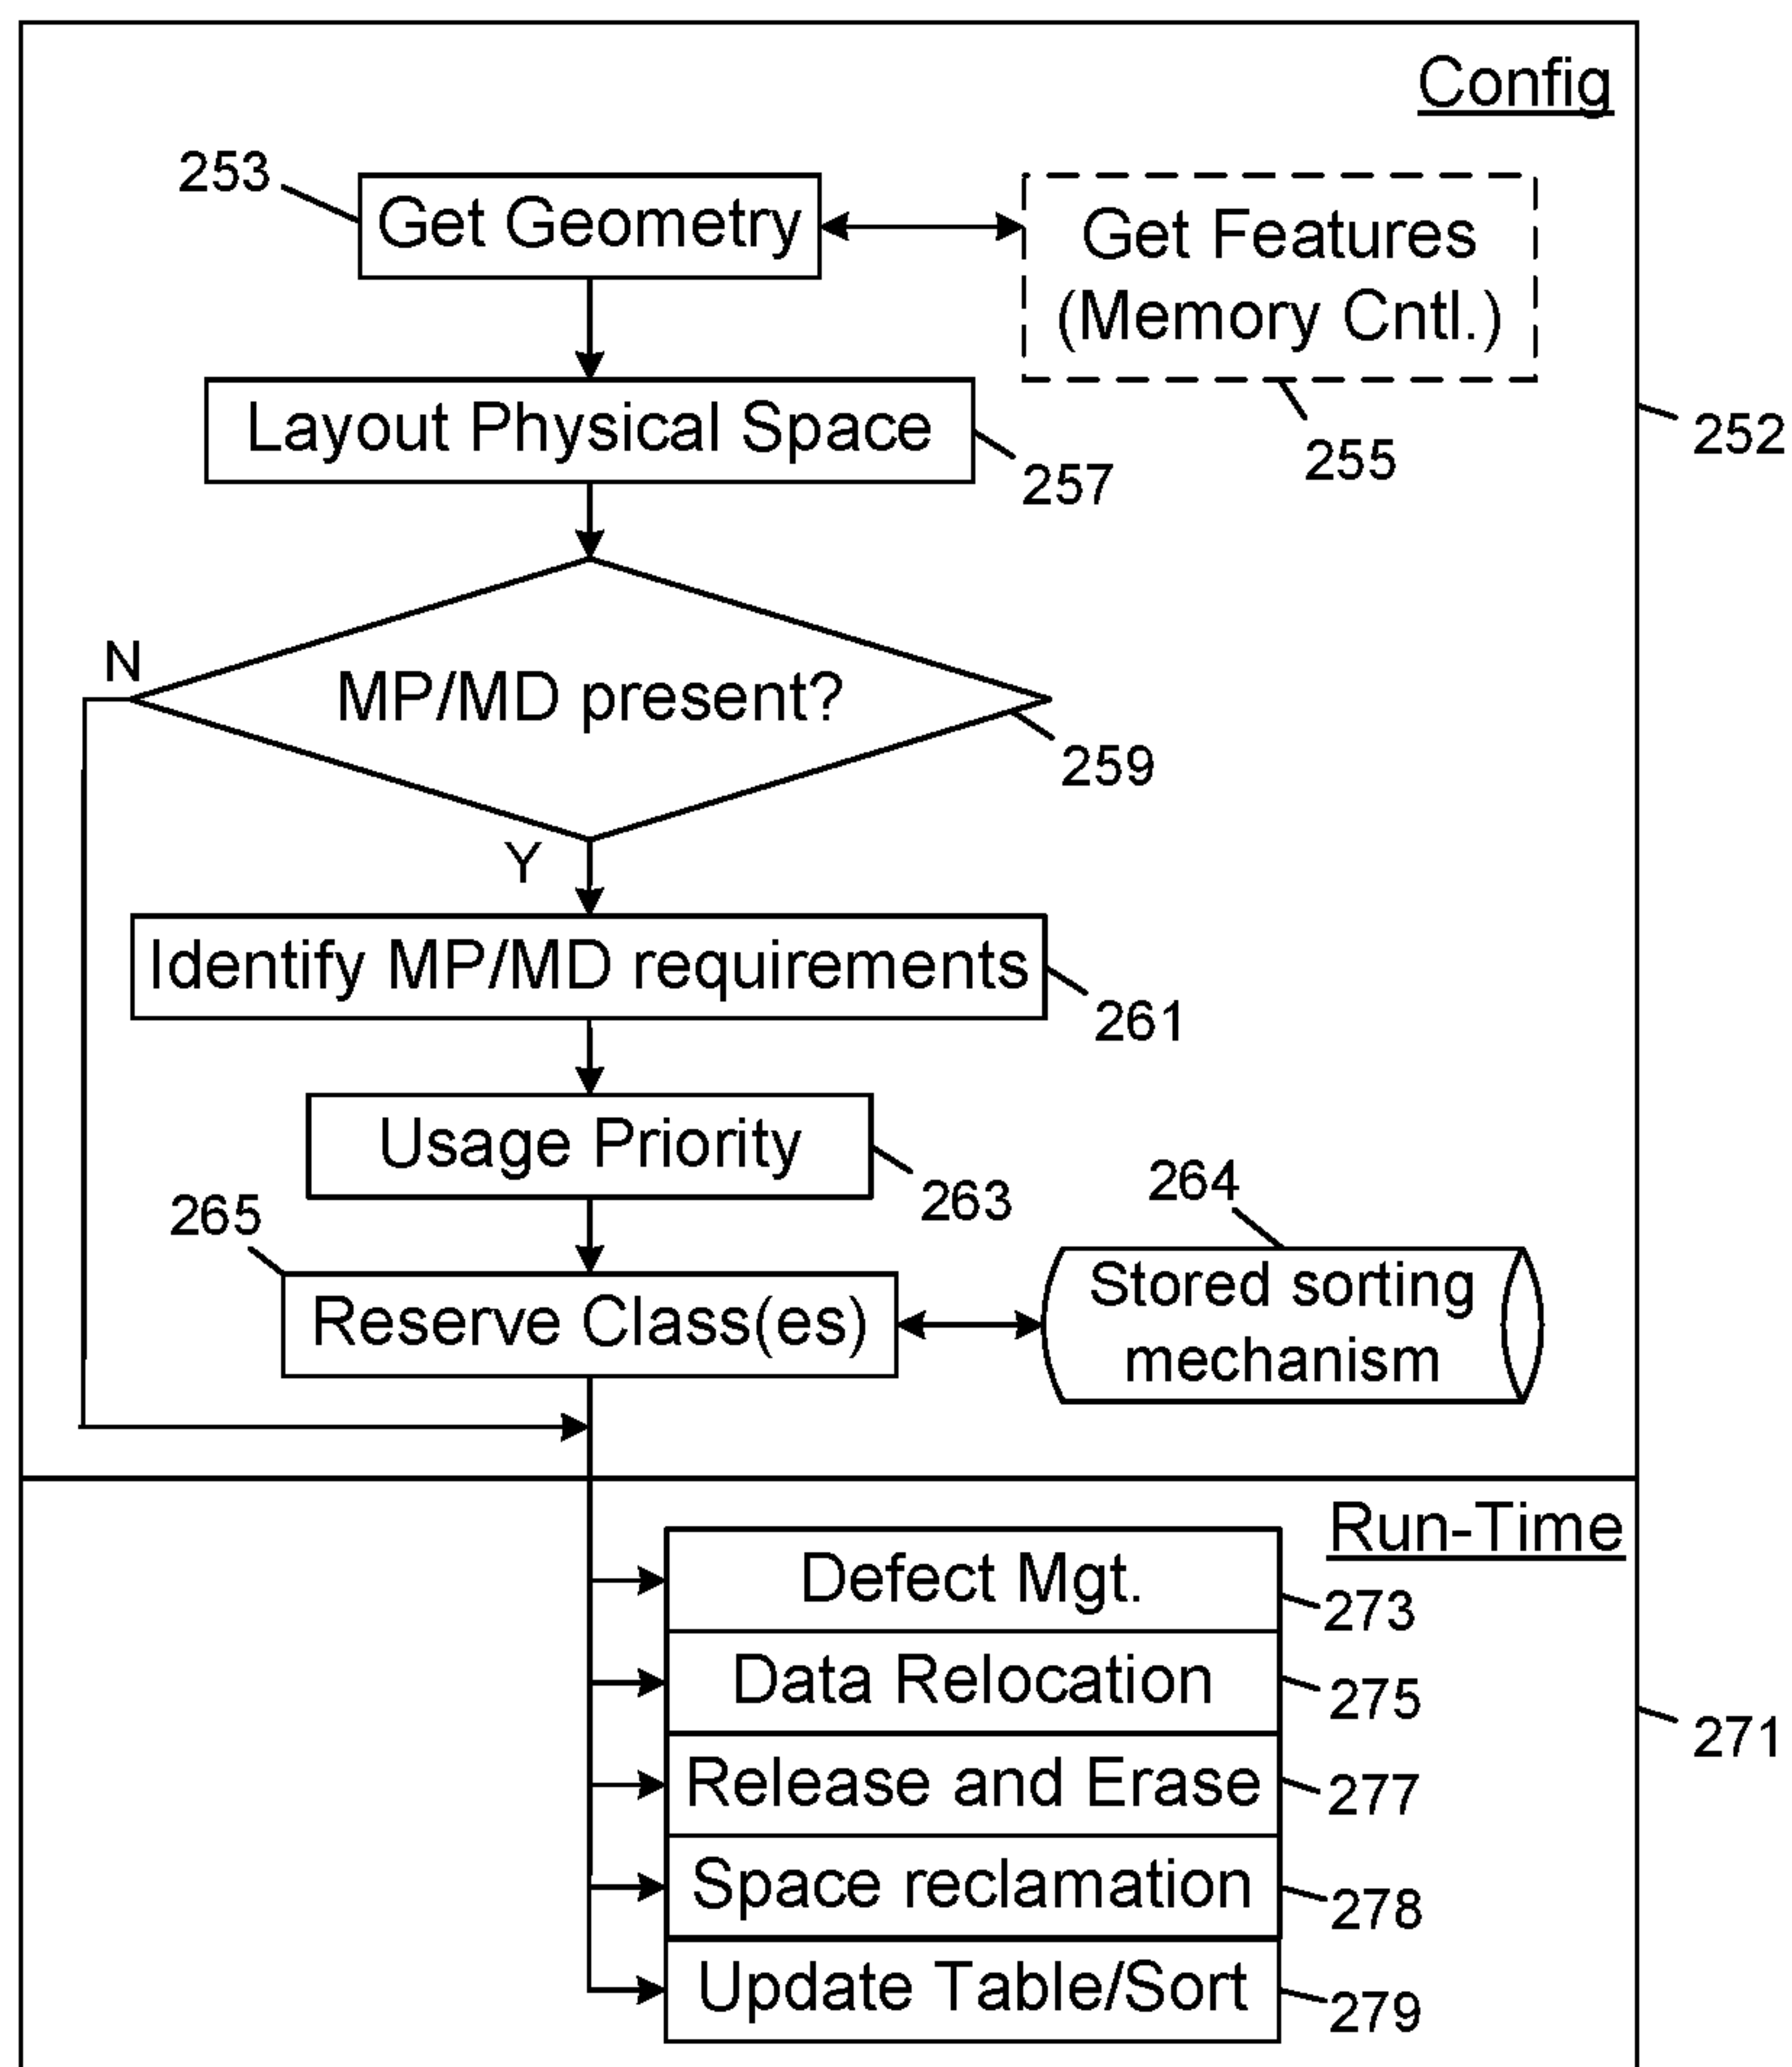 Config
253
Get Geometry
Get Features
(Memory Cntl.)
Layout Physical Space
252
255
257
N
MP/MD present?
259
Y
Identify MP/MD requirements
261
Usage Priority
264
263
265
Stored sorting
Reserve Class(es)
mechanism
Run-Time
Defect Mgt.
273
Data Relocation
275
271
Release and Erase
277
Space reclamation
278
Update Table/Sort
279